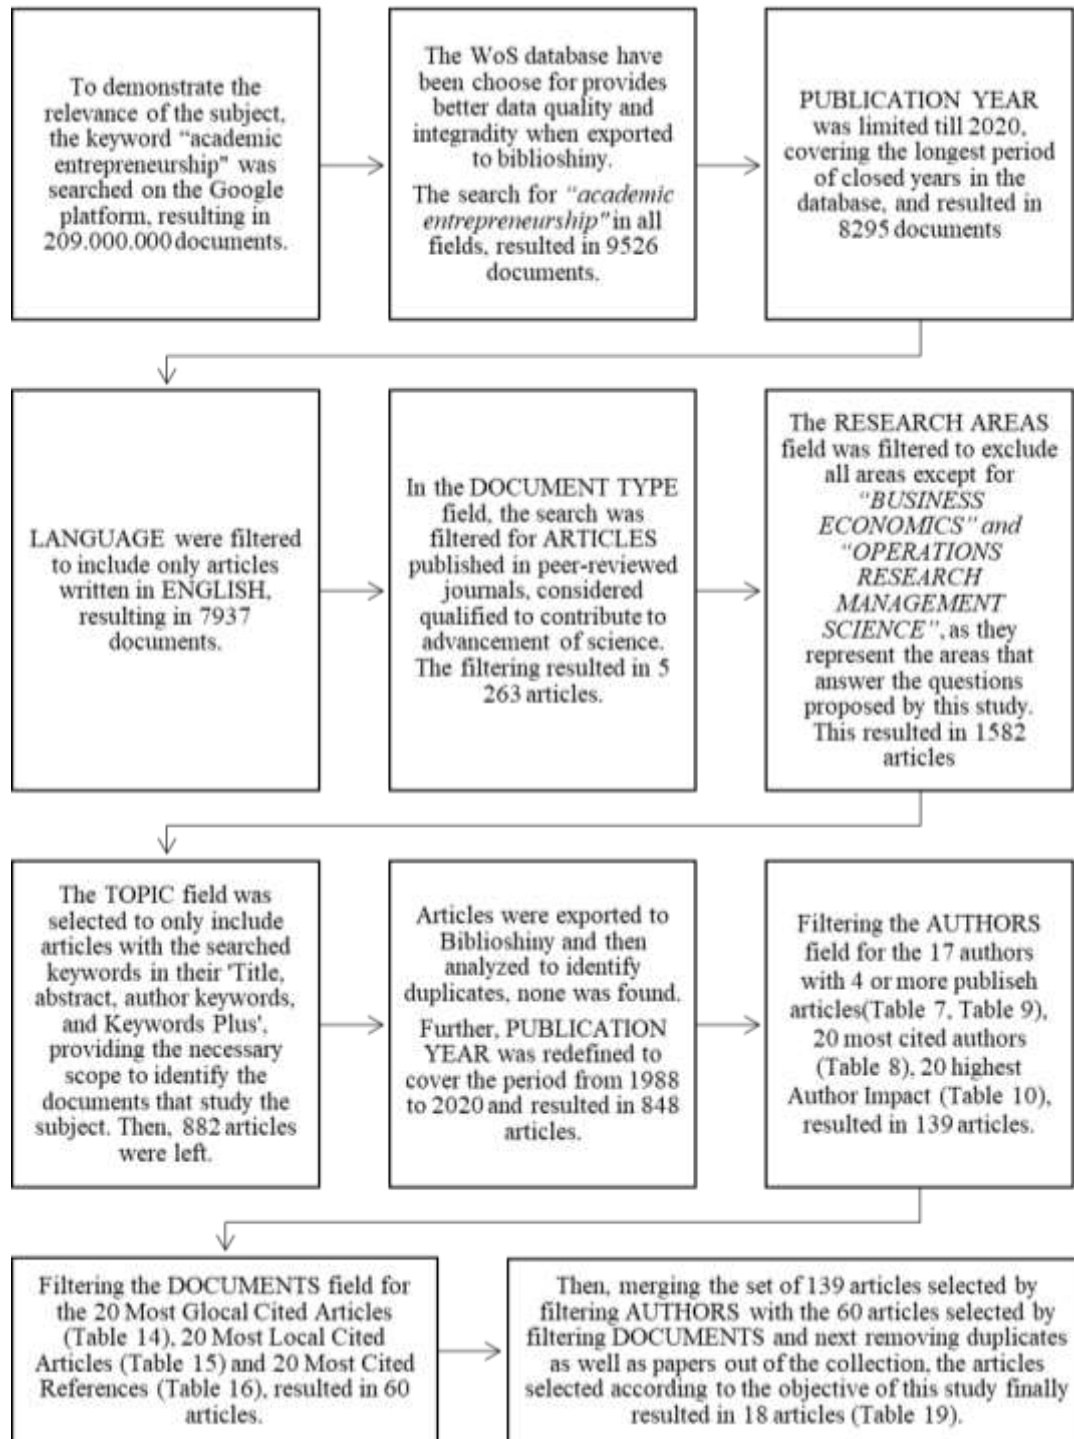 To demonstrate the
relevance of the subject,
the keyword “academic
entrepreneurship" was
searched on the Google
platform, resulting in
209.000.000 documents.
The WoS database have
been choose for provides
better data quality and
integradity when exported
to biblioshiny.
The search for “academic
entrepreneurship" in all
fields, resulted in 9526
documents.
PUBLICATION YEAR
was limited till 2020,
covering the longest period
of closed years in the
database, and resulted in
8295 documents
LANGUAGE were filtered
to include only articles
written in ENGLISH,
resulting in 7937
documents.
In the DOCUMENT TYPE
field, the search was
filtered for ARTICLES
published in peer-reviewed
journals, considered
qualified to contribute to
advancement of science.
The filtering resulted in 5
263 articles.
The RESEARCH AREAS
field was filtered to exclude
all areas except for
“BUSINESS
ECONOMICS” and
“OPERATIONS
RESEARCH
MANAGEMENT
SCIENCE”, as they
represent the areas that
answer the questions
proposed by this study.
This resulted in 1582
articles
The TOPIC field was
selected to only include
articles with the searched
keywords in their 'Title,
abstract, author keywords,
and Keywords Plus',
providing the necessary
scope to identify the
documents that study the
subject. Then, 882 articles
were left.
Articles were exported to
Biblioshiny and then
analyzed to identify
duplicates, none was found.
Further, PUBLICATION
YEAR was redefined to
cover the period from 1988
to 2020 and resulted in 848
articles.
Filtering the AUTHORS
field for the 17 authors
with 4 or more publiseh
articles(Table 7, Table 9),
20 most cited authors
(Table 8), 20 highest
Author Impact (Table 10),
resulted in 139 articles.
Filtering the DOCUMENTS field for
the 20 Most Glocal Cited Articles
(Table 14), 20 Most Local Cited
Articles (Table 15) and 20 Most Cited
References (Table 16), resulted in 60
articles.
Then, merging the set of 139 articles selected by
filtering AUTHORS with the 60 articles selected by
filtering DOCUMENTS and next removing duplicates
as well as papers out of the collection, the articles
selected according to the objective of this study finally
resulted in 18 articles (Table 19).